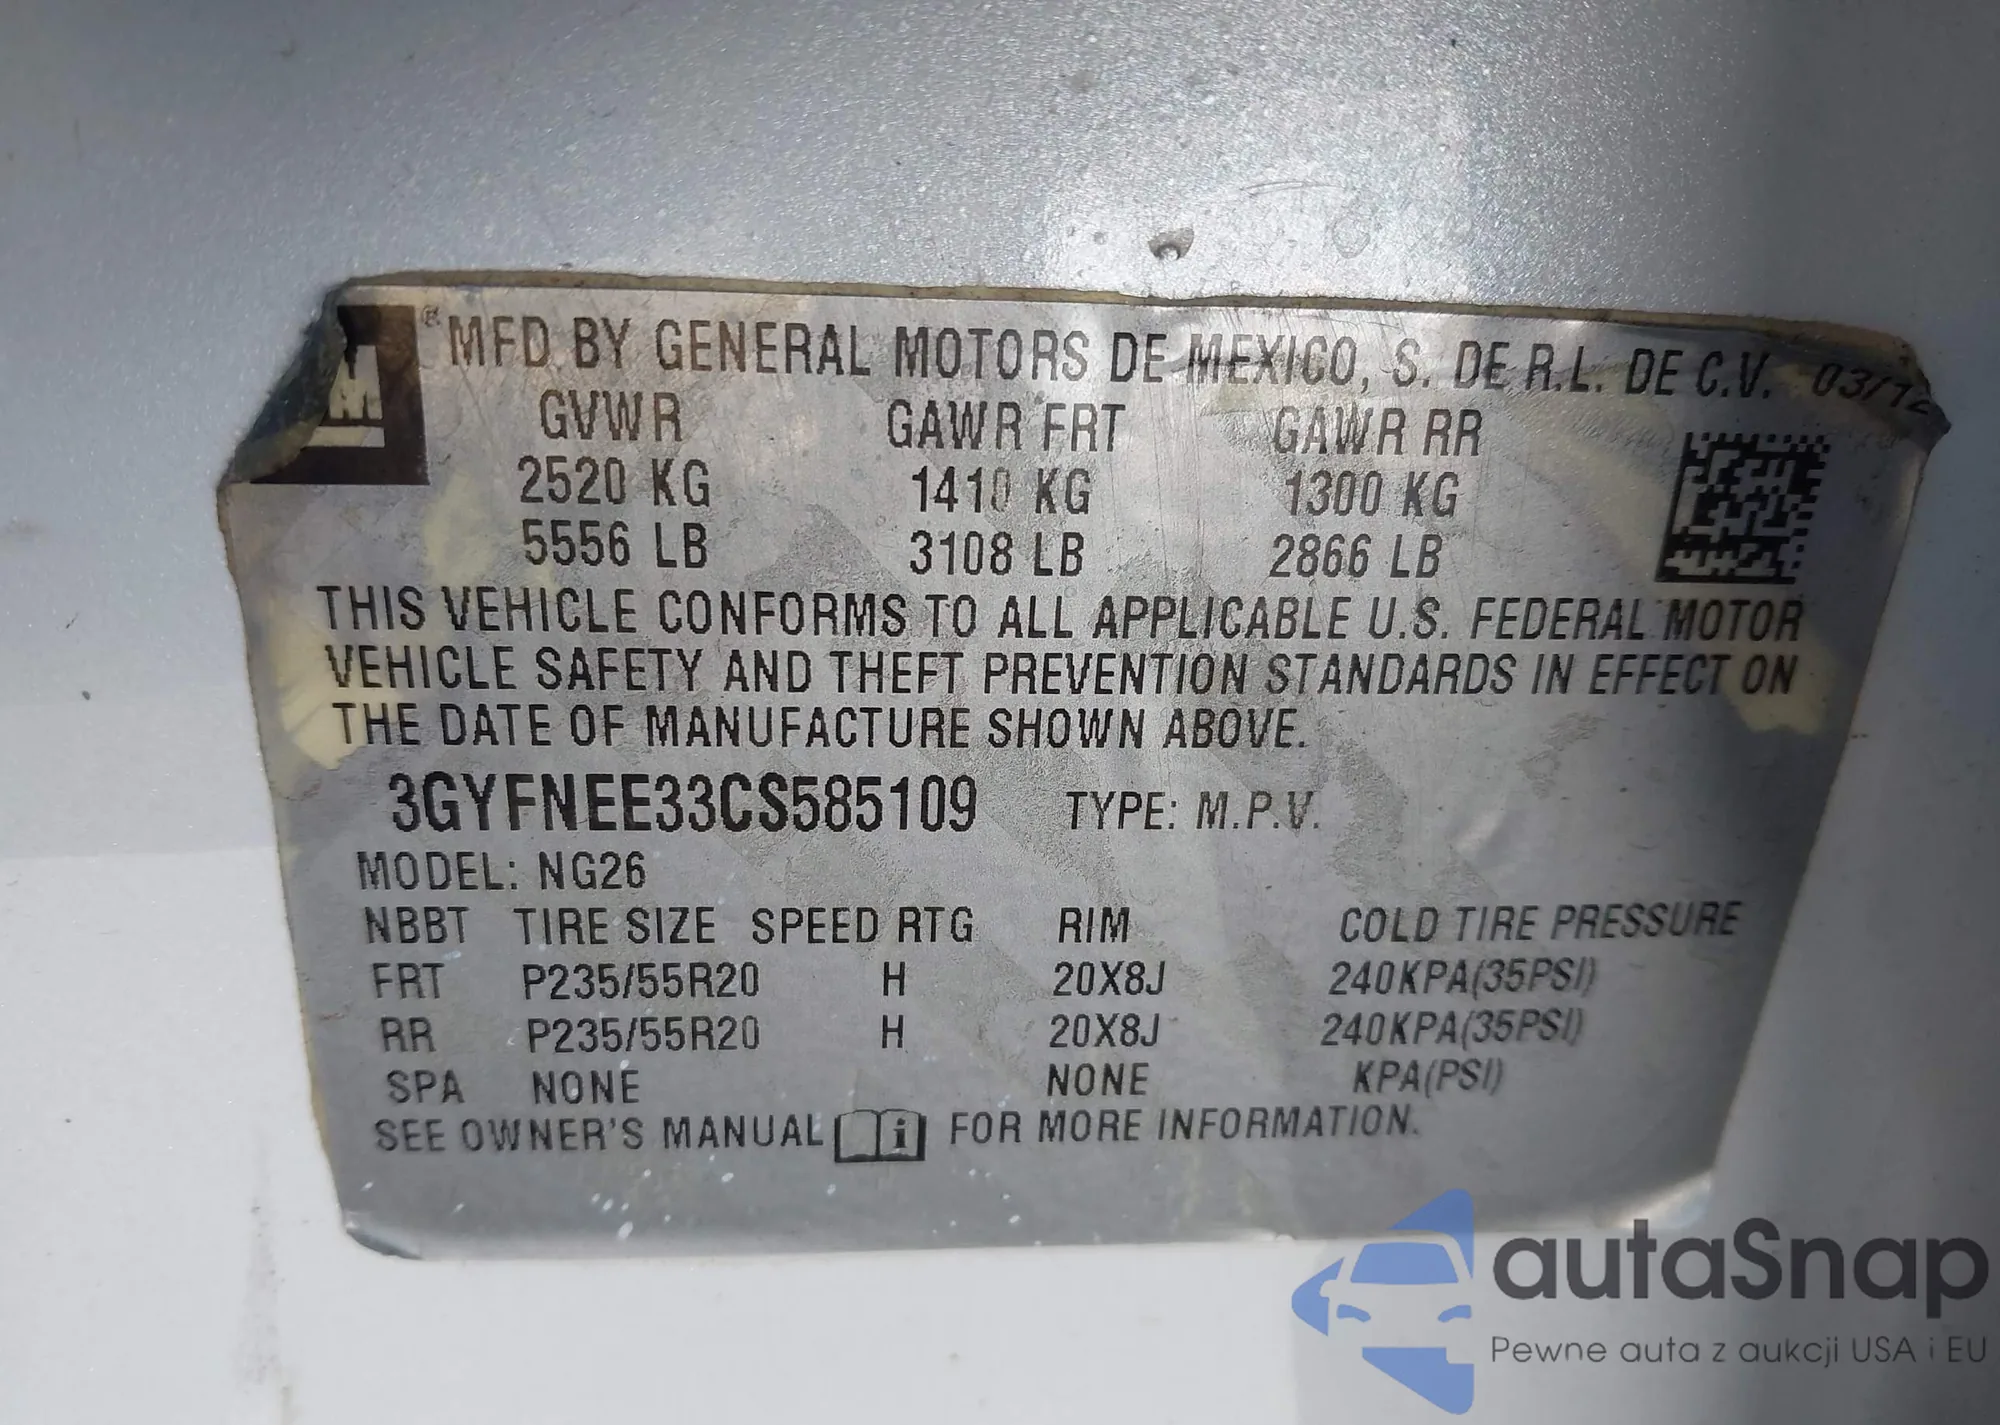 GM
® MFD BY GENERAL MOTORS DE MEXICO, S. DE R.L. DE C.V. 03/12
GVWR GAWR FRT GAWR RR
2520 KG 1410 KG 1300 KG
5556 LB 3108 LB 2866 LB
THIS VEHICLE CONFORMS TO ALL APPLICABLE U.S. FEDERAL MOTOR
VEHICLE SAFETY AND THEFT PREVENTION STANDARDS IN EFFECT ON
THE DATE OF MANUFACTURE SHOWN ABOVE.
3GYFNEE33CS585109 TYPE: M.P.V.
MODEL: NG26
NBBT TIRE SIZE SPEED RTG RIM COLD TIRE PRESSURE
FRT P235/55R20 H 20X8J 240KPA(35PSI)
RR P235/55R20 H 20X8J 240KPA(35PSI)
SPA NONE NONE KPA(PSI)
SEE OWNER'S MANUAL i FOR MORE INFORMATION.
autaSnap
Pewne auta z aukcji USA i EU